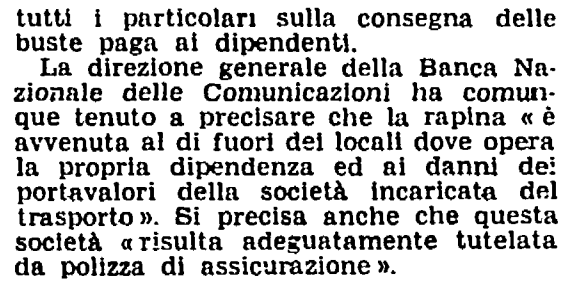 tutti i particolari sulla consegna delle
buste paga ai dipendenti.
La direzione generale della Banca Na-
zionale delle Comunicazioni ha comun-
que tenuto a precisare che la rapina « è
avvenuta al di fuori dei locali dove opera
la propria dipendenza ed ai danni dei
portavalori della società incaricata del
trasporto ». Si precisa anche che questa
società « risulta adeguatamente tutelata
da polizza di assicurazione ».